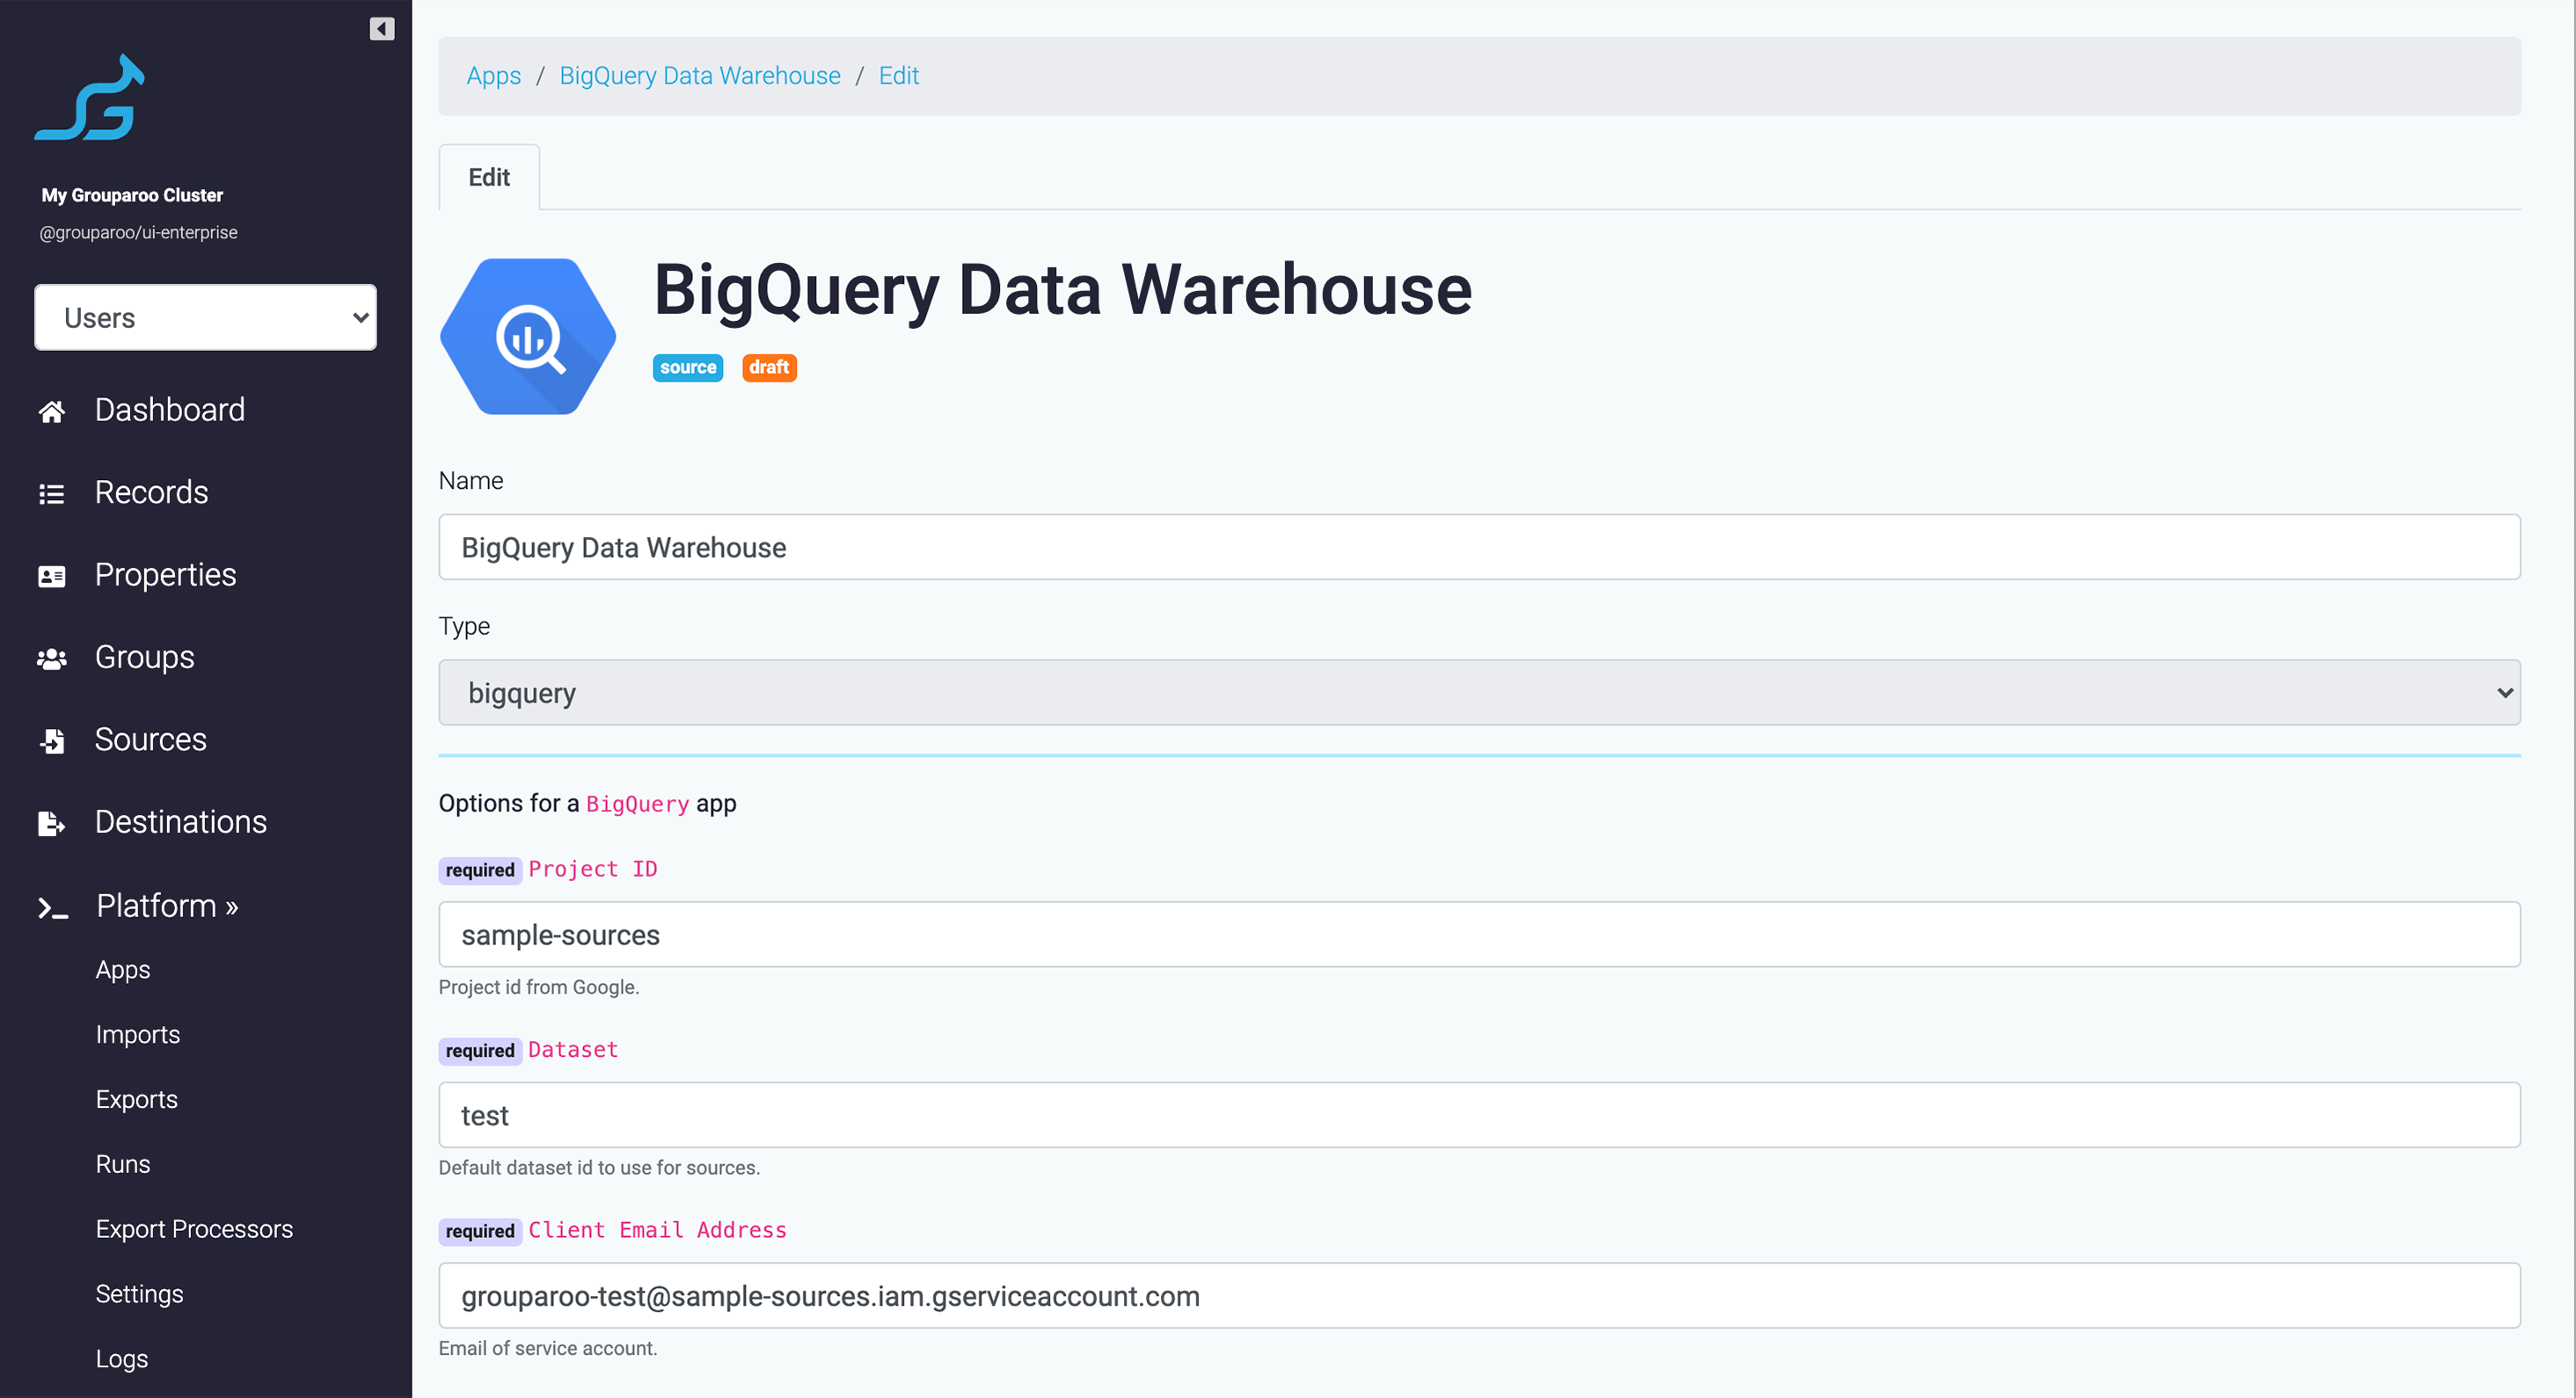 My Grouparoo Cluster
@grouparoo/ui-enterprise
Users
Dashboard
Records
Properties
Groups
Sources
Destinations
Platform »
Apps
Imports
Exports
Runs
Export Processors
Settings
Logs
Apps / BigQuery Data Warehouse / Edit
Edit
BigQuery Data Warehouse
source draft
Name
BigQuery Data Warehouse
Type
bigquery
Options for a BigQuery app
required Project ID
sample-sources
Project id from Google.
required Dataset
test
Default dataset id to use for sources.
required Client Email Address
grouparoo-test@sample-sources.iam.gserviceaccount.com
Email of service account.